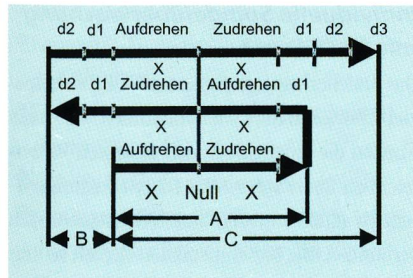 d2 d1 Aufdrehen Zudrehen d1 d2 d3
X X
d2 d1 Zudrehen Aufdrehen d1
X X
Aufdrehen Zudrehen
X Null X
A
B C